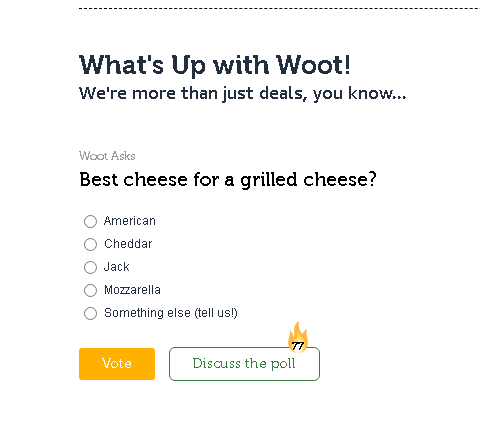 What's Up with Woot!
We're more than just deals, you know...
Woot Asks
Best cheese for a grilled cheese?
American
Cheddar
Jack
Mozzarella
Something else (tell us!)
77
Vote Discuss the poll